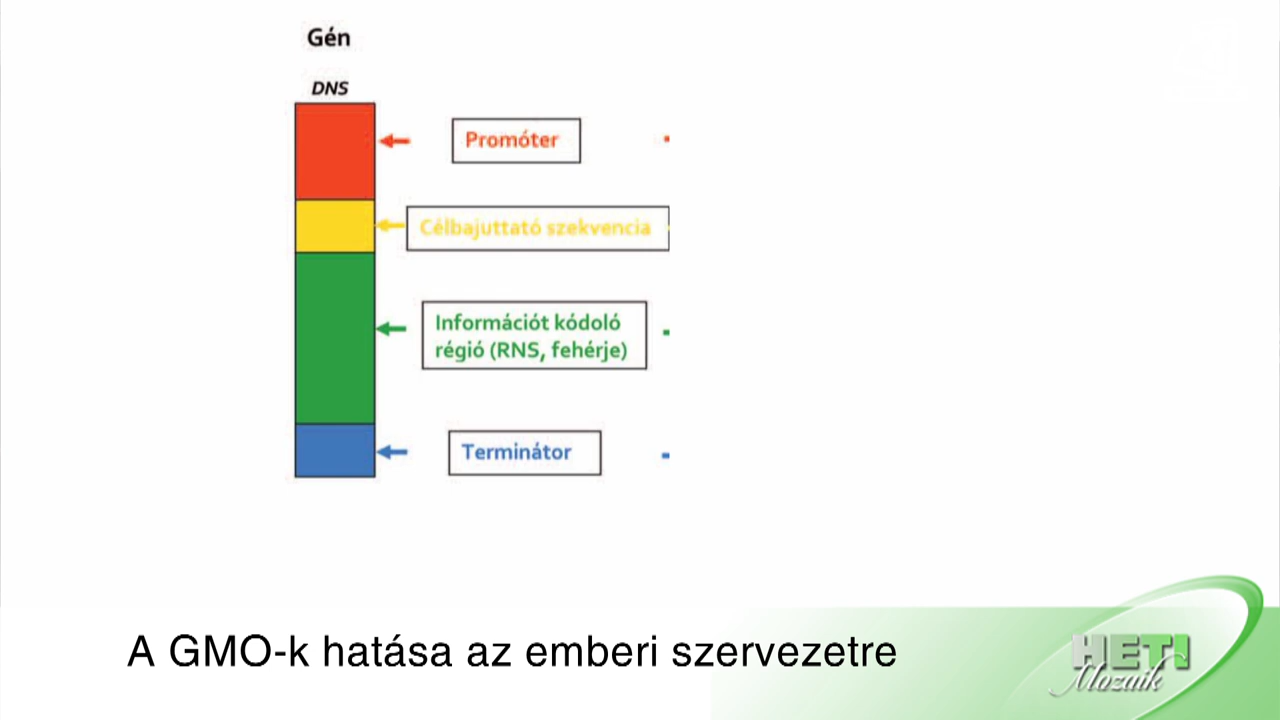 Gén
DNS
Promóter
Célbajuttató szekvencia
Információt kódoló
régió (RNS, fehérje)
Terminátor
A GMO-k hatása az emberi szervezetre
HETI
Mozaik